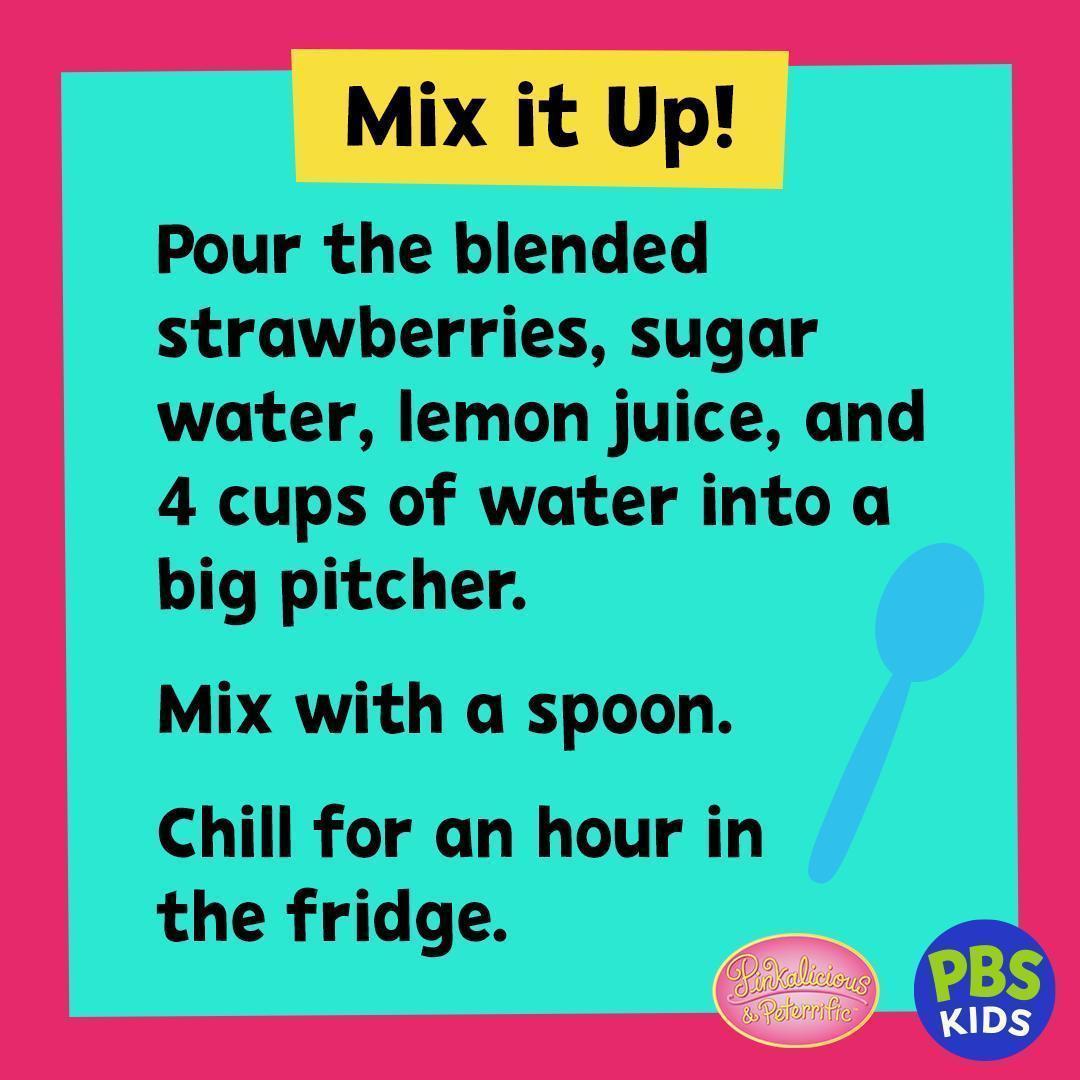 Mix it Up!
Pour the blended
strawberries, sugar
water, lemon juice, and
4 cups of water into a
big pitcher.
Mix with a spoon.
Chill for an hour in
the fridge.
Pinkalicious
& Peterrific
PBS
KIDS